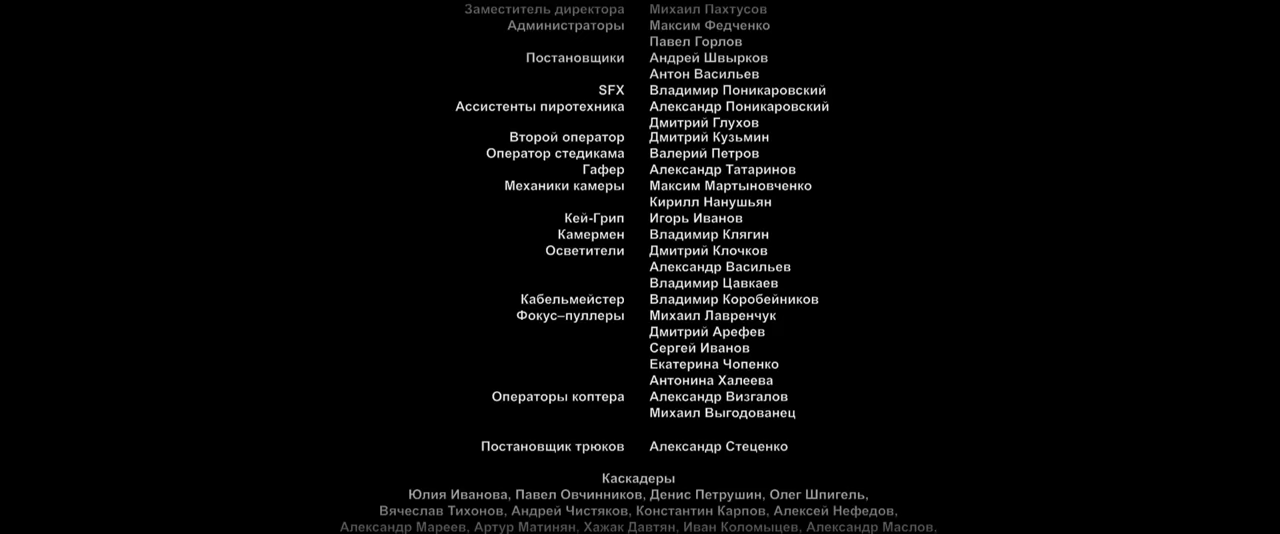 Заместитель директора Михаил Пахтусов
Администраторы Максим Федченко
Павел Горлов
Постановщики Андрей Швырков
Антон Васильев
SFX Владимир Поникаровский
Ассистенты пиротехника Александр Поникаровский
Дмитрий Глухов
Второй оператор Дмитрий Кузьмин
Оператор стедикама Валерий Петров
Гафер Александр Татаринов
Механики камеры Максим Мартыновченко
Кирилл Нанушьян
Кей-Грип Игорь Иванов
Камермен Владимир Клягин
Осветители Дмитрий Клочков
Александр Васильев
Владимир Цавкаев
Кабельмейстер Владимир Коробейников
Фокус–пуллеры Михаил Лавренчук
Дмитрий Арефев
Сергей Иванов
Екатерина Чопенко
Антонина Халеева
Операторы коптера Александр Визгалов
Михаил Выгодованец
Постановщик трюков Александр Стеценко
Каскадеры
Юлия Иванова, Павел Овчинников, Денис Петрушин, Олег Шпигель,
Вячеслав Тихонов, Андрей Чистяков, Константин Карпов, Алексей Нефедов,
Александр Мареев, Артур Матинян, Хажак Давтян, Иван Коломыцев, Александр Маслов,